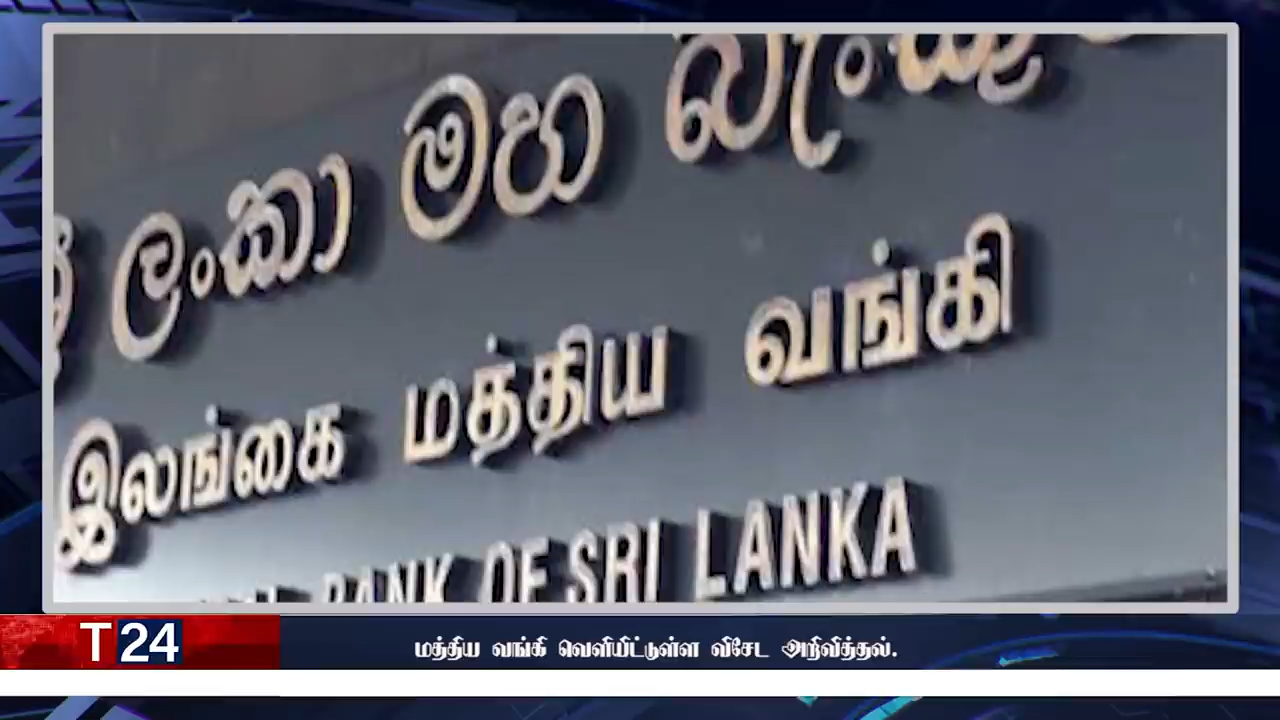 ශ්‍රී ලංකා මහ බැංකුව
இலங்கை மத்திய வங்கி
BANK OF SRI LANKA
T24
மத்திய வங்கி வெளியிட்டுள்ள விசேட அறிவித்தல்.